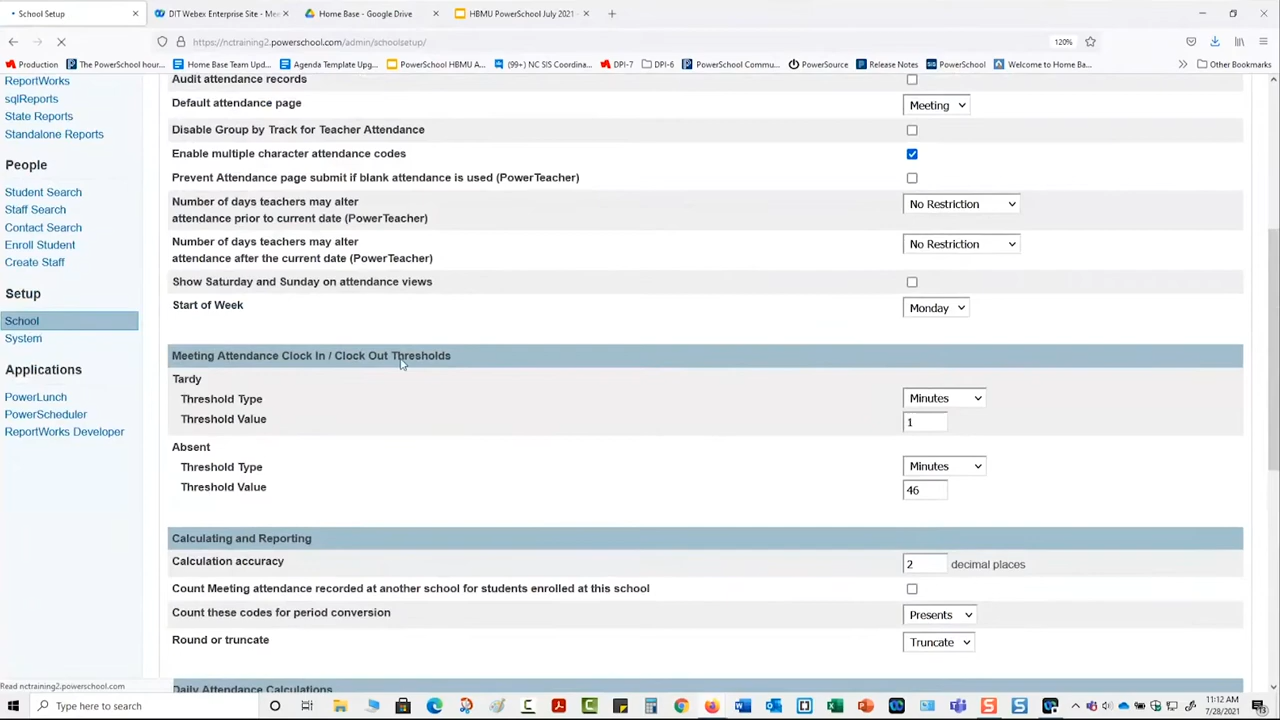 School Setup
DIT Webex Enterprise Site - Me
Home Base - Google Drive
HBMU PowerSchool July 2021 -
https://nctraining2.powerschool.com/admin/schoolsetup/
120%
Production
The PowerSchool hour...
Home Base Team Upd...
Agenda Template Upg...
PowerSchool HBMU A...
(99+) NC SIS Coordina...
DPI-7
DPI-6
PowerSchool Commu...
PowerSource
Release Notes
PowerSchool
Welcome to Home Ba...
Other Bookmarks
ReportWorks
sqlReports
State Reports
Standalone Reports
People
Student Search
Staff Search
Contact Search
Enroll Student
Create Staff
Setup
School
System
Applications
PowerLunch
PowerScheduler
ReportWorks Developer
Audit attendance records
Default attendance page
Meeting
Disable Group by Track for Teacher Attendance
Enable multiple character attendance codes
Prevent Attendance page submit if blank attendance is used (PowerTeacher)
Number of days teachers may alter
attendance prior to current date (PowerTeacher)
No Restriction
Number of days teachers may alter
attendance after the current date (PowerTeacher)
No Restriction
Show Saturday and Sunday on attendance views
Start of Week
Monday
Meeting Attendance Clock In / Clock Out Thresholds
Tardy
Threshold Type
Minutes
Threshold Value
1
Absent
Threshold Type
Minutes
Threshold Value
46
Calculating and Reporting
Calculation accuracy
2 decimal places
Count Meeting attendance recorded at another school for students enrolled at this school
Count these codes for period conversion
Presents
Round or truncate
Truncate
Daily Attendance Calculations
Read nctraining2.powerschool.com
Type here to search
11:12 AM
7/28/2021